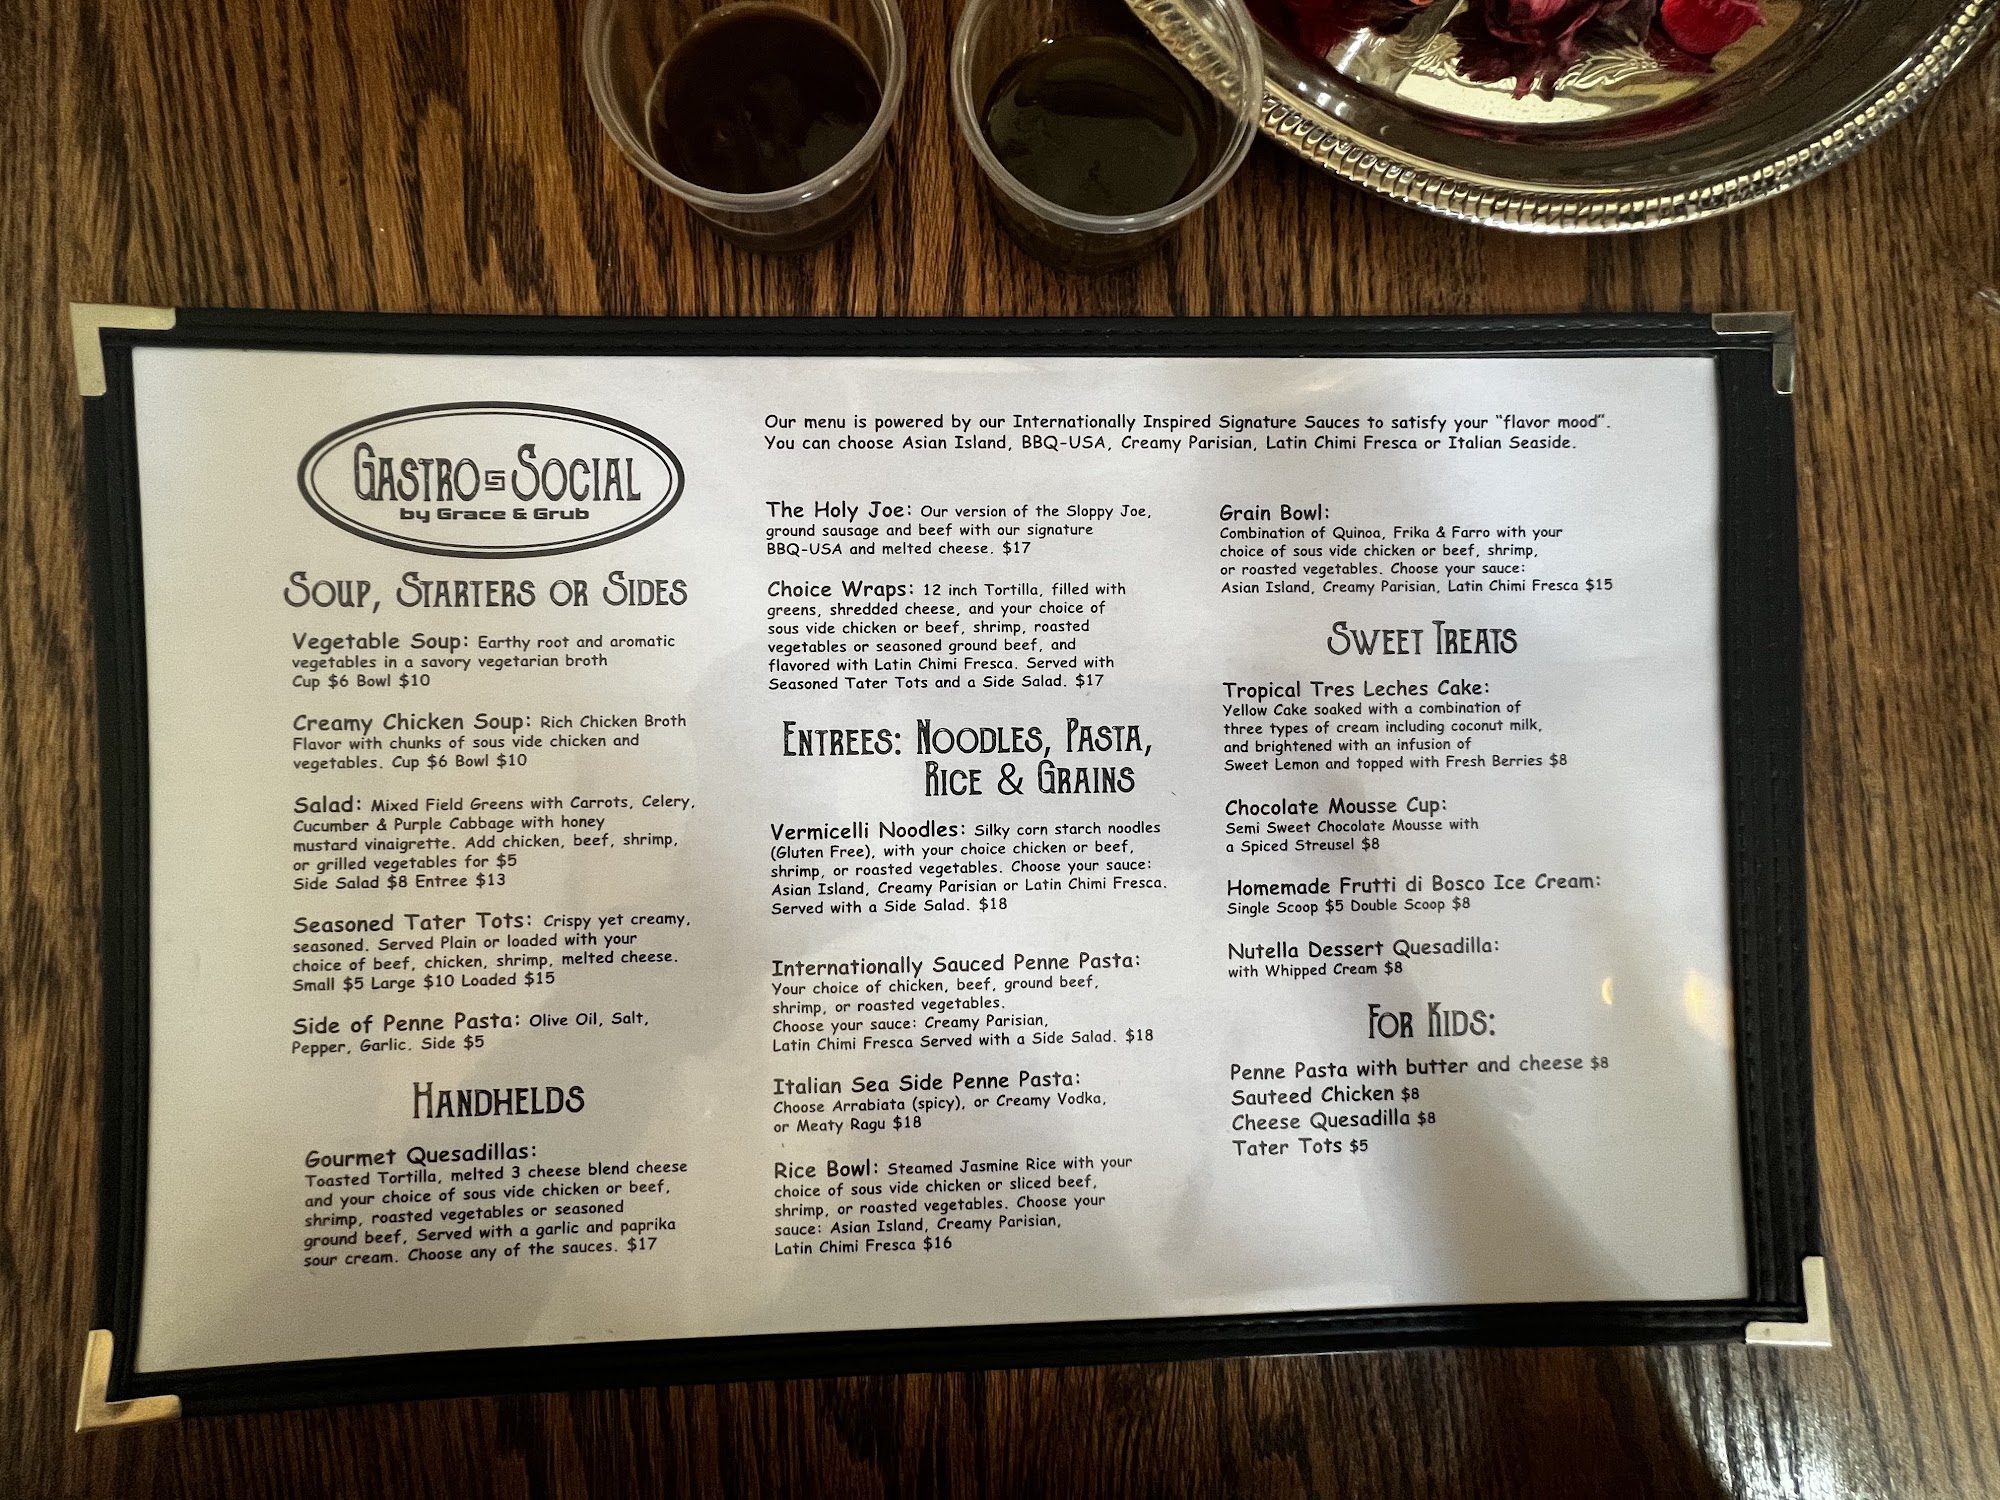 GASTRO SOCIAL
by Grace & Grub
SOUP, STARTERS OR SIDES
Vegetable Soup: Earthy root and aromatic
vegetables in a savory vegetarian broth
Cup $6 Bowl $10
Creamy Chicken Soup: Rich Chicken Broth
Flavor with chunks of sous vide chicken and
vegetables. Cup $6 Bowl $10
Salad: Mixed Field Greens with Carrots, Celery,
Cucumber & Purple Cabbage with honey
mustard vinaigrette. Add chicken, beef, shrimp,
or grilled vegetables for $5
Side Salad $8 Entree $13
Seasoned Tater Tots: Crispy yet creamy,
seasoned. Served Plain or loaded with your
choice of beef, chicken, shrimp, melted cheese.
Small $5 Large $10 Loaded $15
Side of Penne Pasta: Olive Oil, Salt,
Pepper, Garlic. Side $5
HANDHELDS
Gourmet Quesadillas:
Toasted Tortilla, melted 3 cheese blend cheese
and your choice of sous vide chicken or beef,
shrimp, roasted vegetables or seasoned
ground beef, Served with a garlic and paprika
sour cream. Choose any of the sauces. $17
Our menu is powered by our Internationally Inspired Signature Sauces to satisfy your "flavor mood".
You can choose Asian Island, BBQ-USA, Creamy Parisian, Latin Chimi Fresca or Italian Seaside.
The Holy Joe: Our version of the Sloppy Joe,
ground sausage and beef with our signature
BBQ-USA and melted cheese. $17
Choice Wraps: 12 inch Tortilla, filled with
greens, shredded cheese, and your choice of
sous vide chicken or beef, shrimp, roasted
vegetables or seasoned ground beef, and
flavored with Latin Chimi Fresca. Served with
Seasoned Tater Tots and a Side Salad. $17
ENTREES: NOODLES, PASTA,
RICE & GRAINS
Vermicelli Noodles: Silky corn starch noodles
(Gluten Free), with your choice chicken or beef,
shrimp, or roasted vegetables. Choose your sauce:
Asian Island, Creamy Parisian or Latin Chimi Fresca.
Served with a Side Salad. $18
Internationally Sauced Penne Pasta:
Your choice of chicken, beef, ground beef,
shrimp, or roasted vegetables.
Choose your sauce: Creamy Parisian,
Latin Chimi Fresca Served with a Side Salad. $18
Italian Sea Side Penne Pasta:
Choose Arrabiata (spicy), or Creamy Vodka,
or Meaty Ragu $18
Rice Bowl: Steamed Jasmine Rice with your
choice of sous vide chicken or sliced beef,
shrimp, or roasted vegetables. Choose your
sauce: Asian Island, Creamy Parisian,
Latin Chimi Fresca $16
Grain Bowl:
Combination of Quinoa, Frika & Farro with your
choice of sous vide chicken or beef, shrimp,
or roasted vegetables. Choose your sauce:
Asian Island, Creamy Parisian, Latin Chimi Fresca $15
SWEET TREATS
Tropical Tres Leches Cake:
Yellow Cake soaked with a combination of
three types of cream including coconut milk,
and brightened with an infusion of
Sweet Lemon and topped with Fresh Berries $8
Chocolate Mousse Cup:
Semi Sweet Chocolate Mousse with
a Spiced Streusel $8
Homemade Frutti di Bosco Ice Cream:
Single Scoop $5 Double Scoop $8
Nutella Dessert Quesadilla:
with Whipped Cream $8
FOR KIDS:
Penne Pasta with butter and cheese $8
Sauteed Chicken $8
Cheese Quesadilla $8
Tater Tots $5